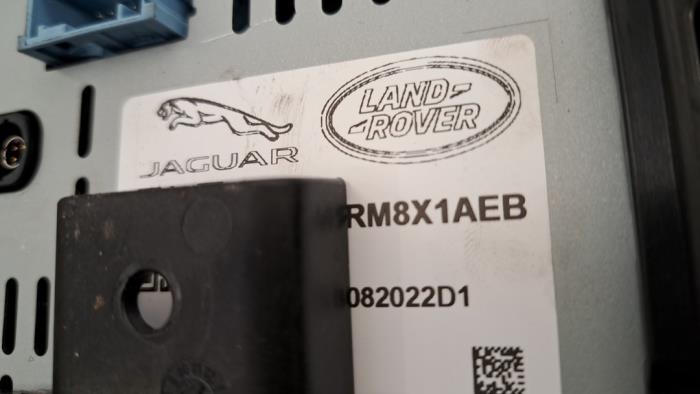 JAGUAR
LAND
ROVER
RM8X1AEB
082022D1